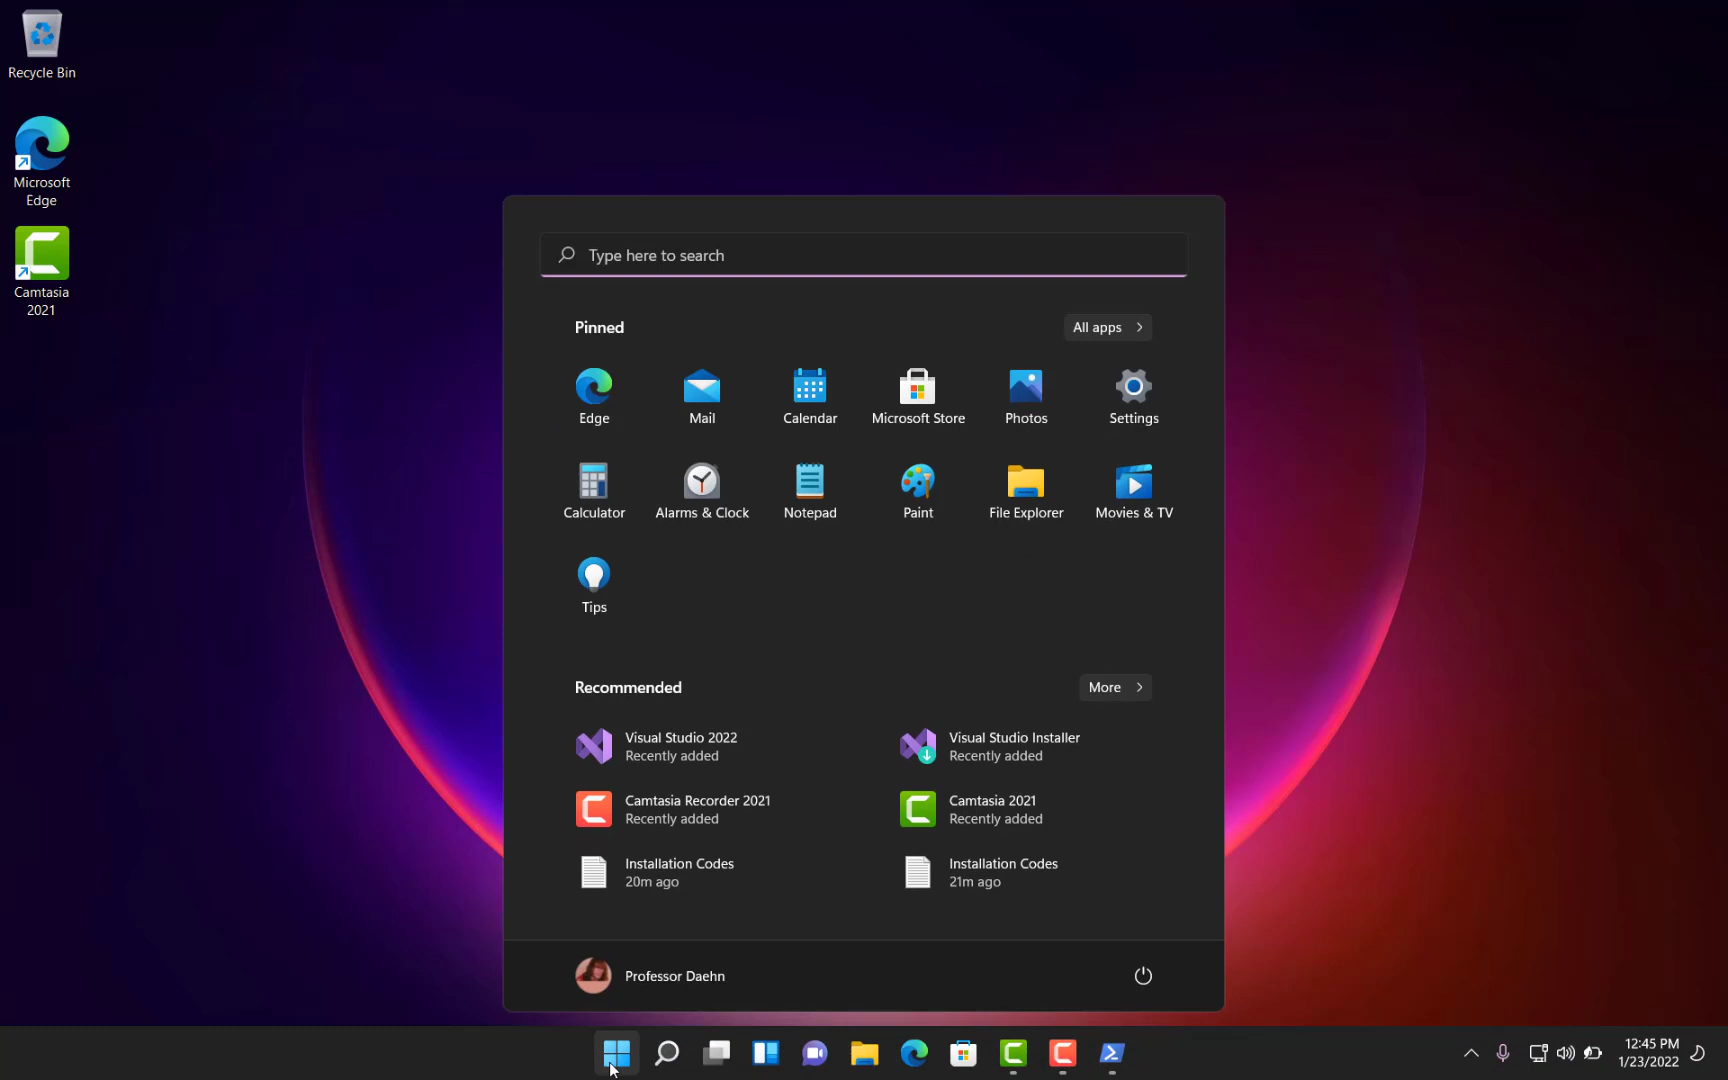 Recycle Bin
Microsoft
Edge
Camtasia
2021
Type here to search
Pinned
All apps
Edge
Mail
Calendar
Microsoft Store
Photos
Settings
Calculator
Alarms & Clock
Notepad
Paint
File Explorer
Movies & TV
Tips
Recommended
More
Visual Studio 2022
Recently added
Visual Studio Installer
Recently added
Camtasia Recorder 2021
Recently added
Camtasia 2021
Recently added
Installation Codes
20m ago
Installation Codes
21m ago
Professor Daehn
12:45 PM
1/23/2022